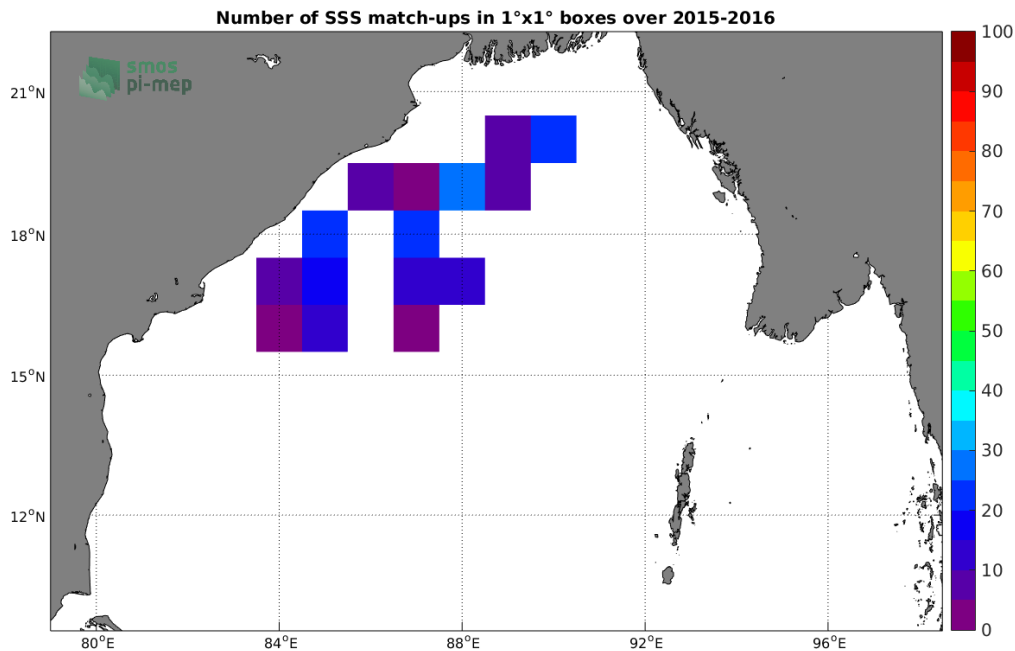 Number of SSS match-ups in 1°x1° boxes over 2015-2016
smos
pi-mep
21°N
18°N
15°N
12°N
80°E
84°E
88°E
92°E
96°E
100
90
80
70
60
50
40
30
20
10
0